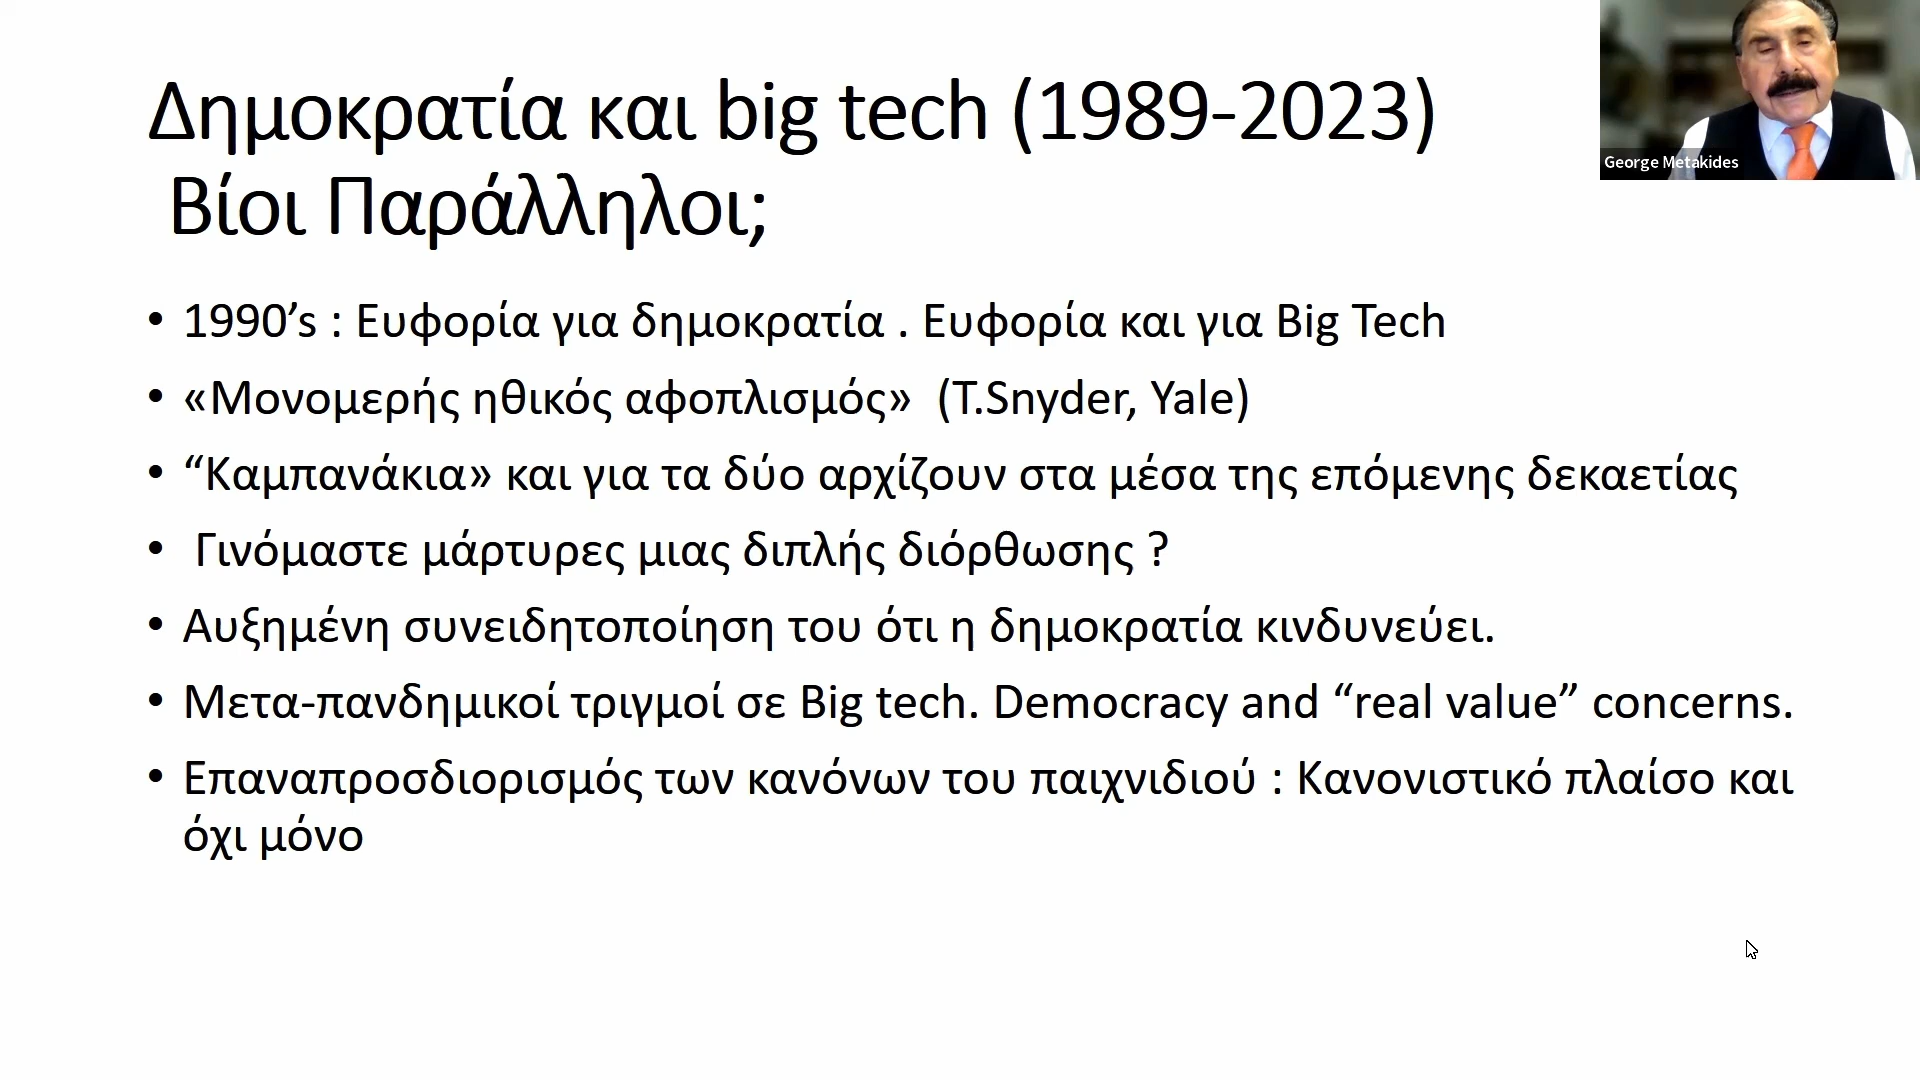 Δημοκρατία και big tech (1989-2023)
Βίοι Παράλληλοι;
George Metakides
• 1990’s : Ευφορία για δημοκρατία . Ευφορία και για Big Tech
• «Μονομερής ηθικός αφοπλισμός» (T.Snyder, Yale)
• “Καμπανάκια» και για τα δύο αρχίζουν στα μέσα της επόμενης δεκαετίας
• Γινόμαστε μάρτυρες μιας διπλής διόρθωσης ?
• Αυξημένη συνειδητοποίηση του ότι η δημοκρατία κινδυνεύει.
• Μετα-πανδημικοί τριγμοί σε Big tech. Democracy and “real value” concerns.
• Επαναπροσδιορισμός των κανόνων του παιχνιδιού : Κανονιστικό πλαίσο και
όχι μόνο